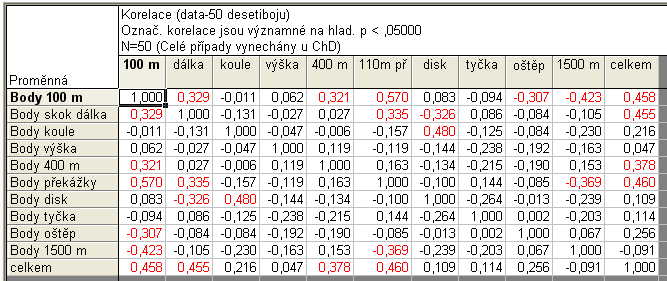 Korelace (data-50 desetiboju)
Označ. korelace jsou významné na hlad. p < ,05000
N=50 (Celé případy vynechány u ChD)
Proměnná 100 m dálka koule výška 400 m 110m př disk tyčka oštěp 1500 m celkem
Body 100 m 1,000 0,329 -0,011 0,062 0,321 0,570 0,083 -0,094 -0,307 -0,423 0,458
Body skok dálka 0,329 1,000 -0,131 -0,027 0,027 0,335 -0,326 0,086 -0,084 -0,105 0,455
Body koule -0,011 -0,131 1,000 -0,047 -0,006 -0,157 0,480 -0,125 -0,084 -0,230 0,216
Body výška 0,062 -0,027 -0,047 1,000 0,119 -0,119 -0,144 -0,238 -0,192 -0,163 0,047
Body 400 m 0,321 0,027 -0,006 0,119 1,000 0,163 -0,134 -0,215 -0,190 0,153 0,378
Body překážky 0,570 0,335 -0,157 -0,119 0,163 1,000 -0,100 0,144 -0,085 -0,369 0,460
Body disk 0,083 -0,326 0,480 -0,144 -0,134 -0,100 1,000 -0,264 -0,013 -0,239 0,109
Body tyčka -0,094 0,086 -0,125 -0,238 -0,215 0,144 -0,264 1,000 0,002 -0,203 0,114
Body oštěp -0,307 -0,084 -0,084 -0,192 -0,190 -0,085 -0,013 0,002 1,000 0,067 0,256
Body 1500 m -0,423 -0,105 -0,230 -0,163 0,153 -0,369 -0,239 -0,203 0,067 1,000 -0,091
celkem 0,458 0,455 0,216 0,047 0,378 0,460 0,109 0,114 0,256 -0,091 1,000